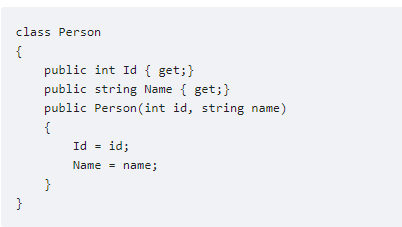 class Person
{
    public int Id { get;}
    public string Name { get;}
    public Person(int id, string name)
    {
        Id = id;
        Name = name;
    }
}